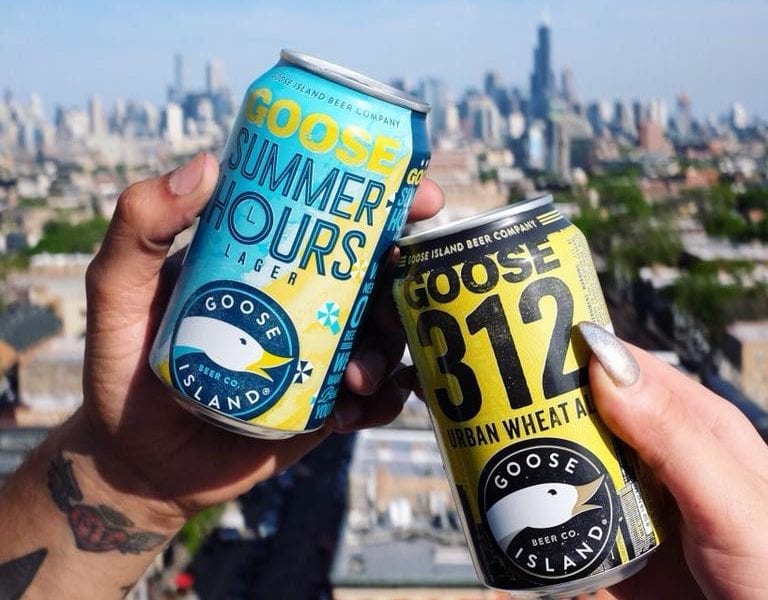 GOOSE ISLAND BEER COMPANY
GOOSE
SUMMER
HOURS
LAGER
GOOSE
BEER CO.
ISLAND®
GOOSE ISLAND BEER COMPANY
GOOSE
312
URBAN WHEAT
GOOSE
BEER CO.
ISLAND®